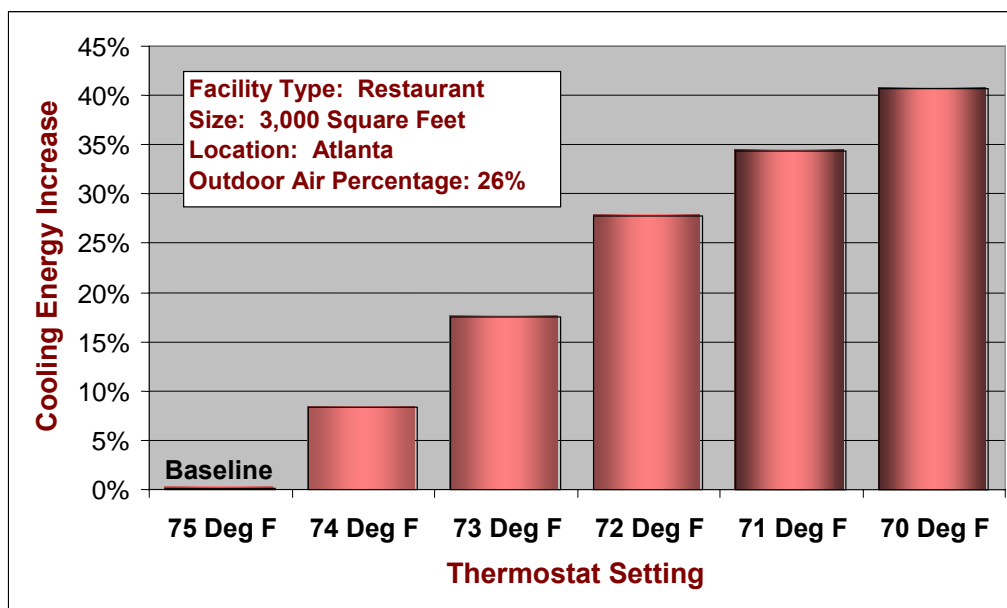 45%
40%
35%
30%
25%
20%
15%
10%
5%
0%
Cooling Energy Increase
Facility Type: Restaurant
Size: 3,000 Square Feet
Location: Atlanta
Outdoor Air Percentage: 26%
Baseline
75 Deg F 74 Deg F 73 Deg F 72 Deg F 71 Deg F 70 Deg F
Thermostat Setting